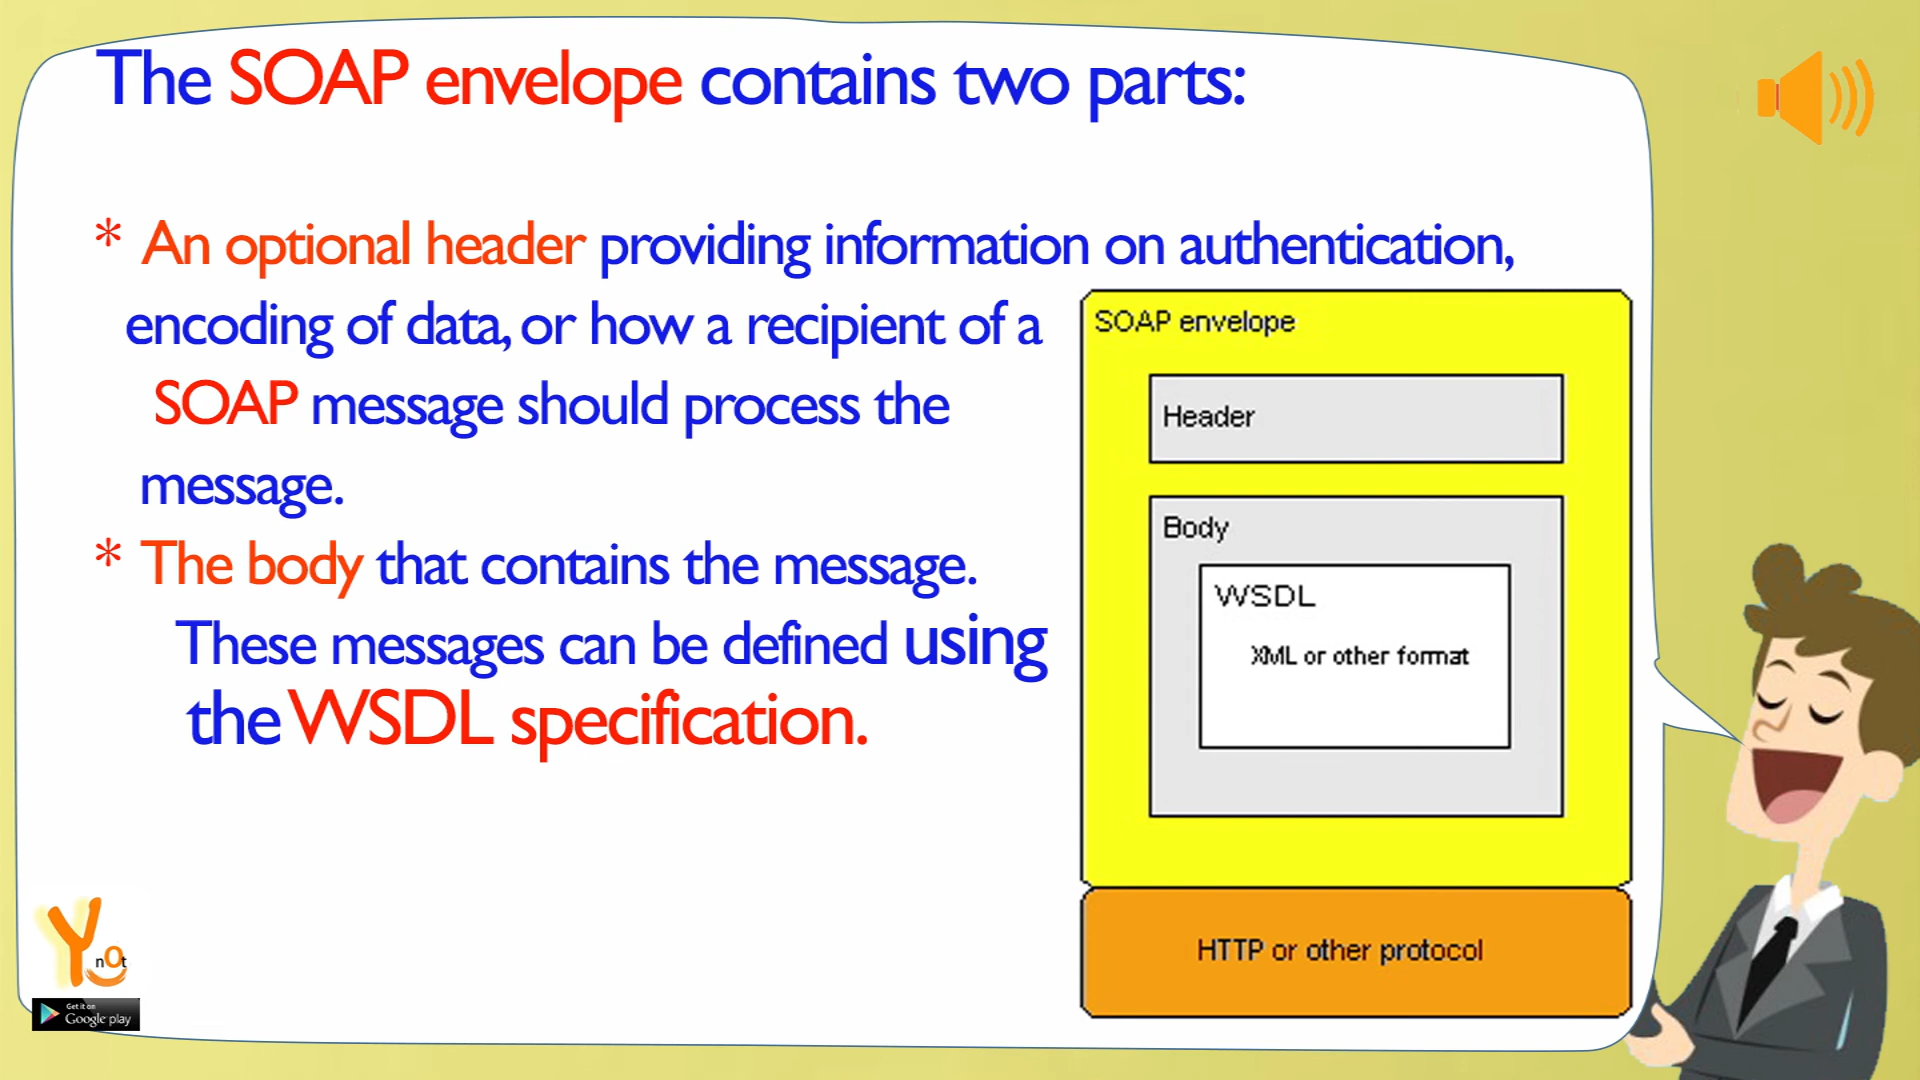 The SOAP envelope contains two parts:
* An optional header providing information on authentication,
encoding of data, or how a recipient of a
SOAP message should process the
message.
* The body that contains the message.
These messages can be defined using
the WSDL specification.
SOAP envelope
Header
Body
WSDL
XML or other format
HTTP or other protocol
Y
nOt
Get it on
Google play